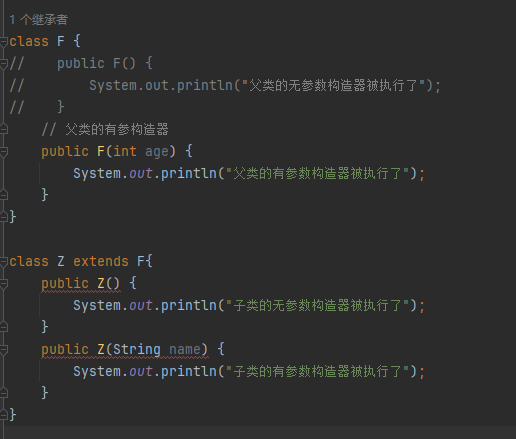 1 个继承者
class F {
//    public F() {
//        System.out.println("父类的无参数构造器被执行了");
//    }
    // 父类的有参构造器
    public F(int age) {
        System.out.println("父类的有参数构造器被执行了");
    }
}

class Z extends F{
    public Z() {
        System.out.println("子类的无参数构造器被执行了");
    }
    public Z(String name) {
        System.out.println("子类的有参数构造器被执行了");
    }
}